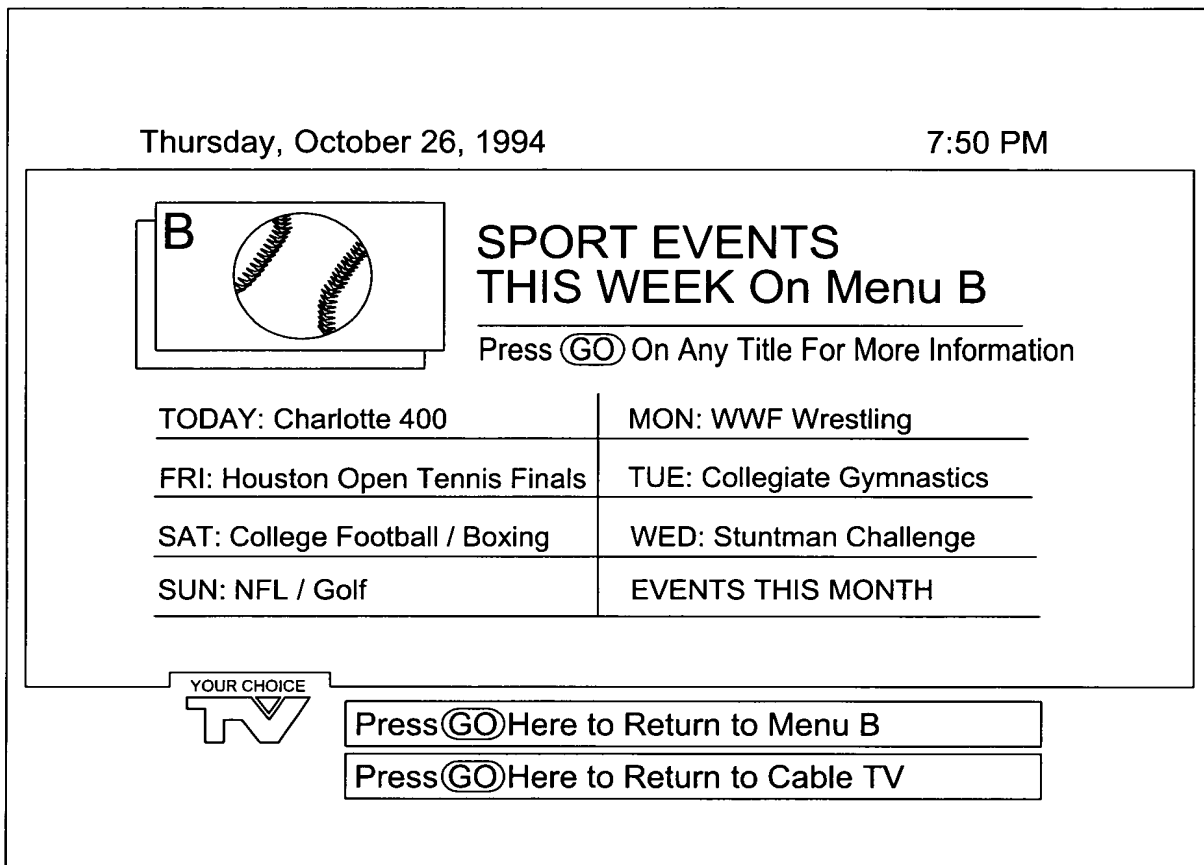 Thursday, October 26, 1994
7:50 PM
B
SPORT EVENTS
THIS WEEK On Menu B
Press GO On Any Title For More Information
TODAY: Charlotte 400
MON: WWF Wrestling
FRI: Houston Open Tennis Finals
TUE: Collegiate Gymnastics
SAT: College Football / Boxing
WED: Stuntman Challenge
SUN: NFL / Golf
EVENTS THIS MONTH
YOUR CHOICE
TV
Press GO Here to Return to Menu B
Press GO Here to Return to Cable TV